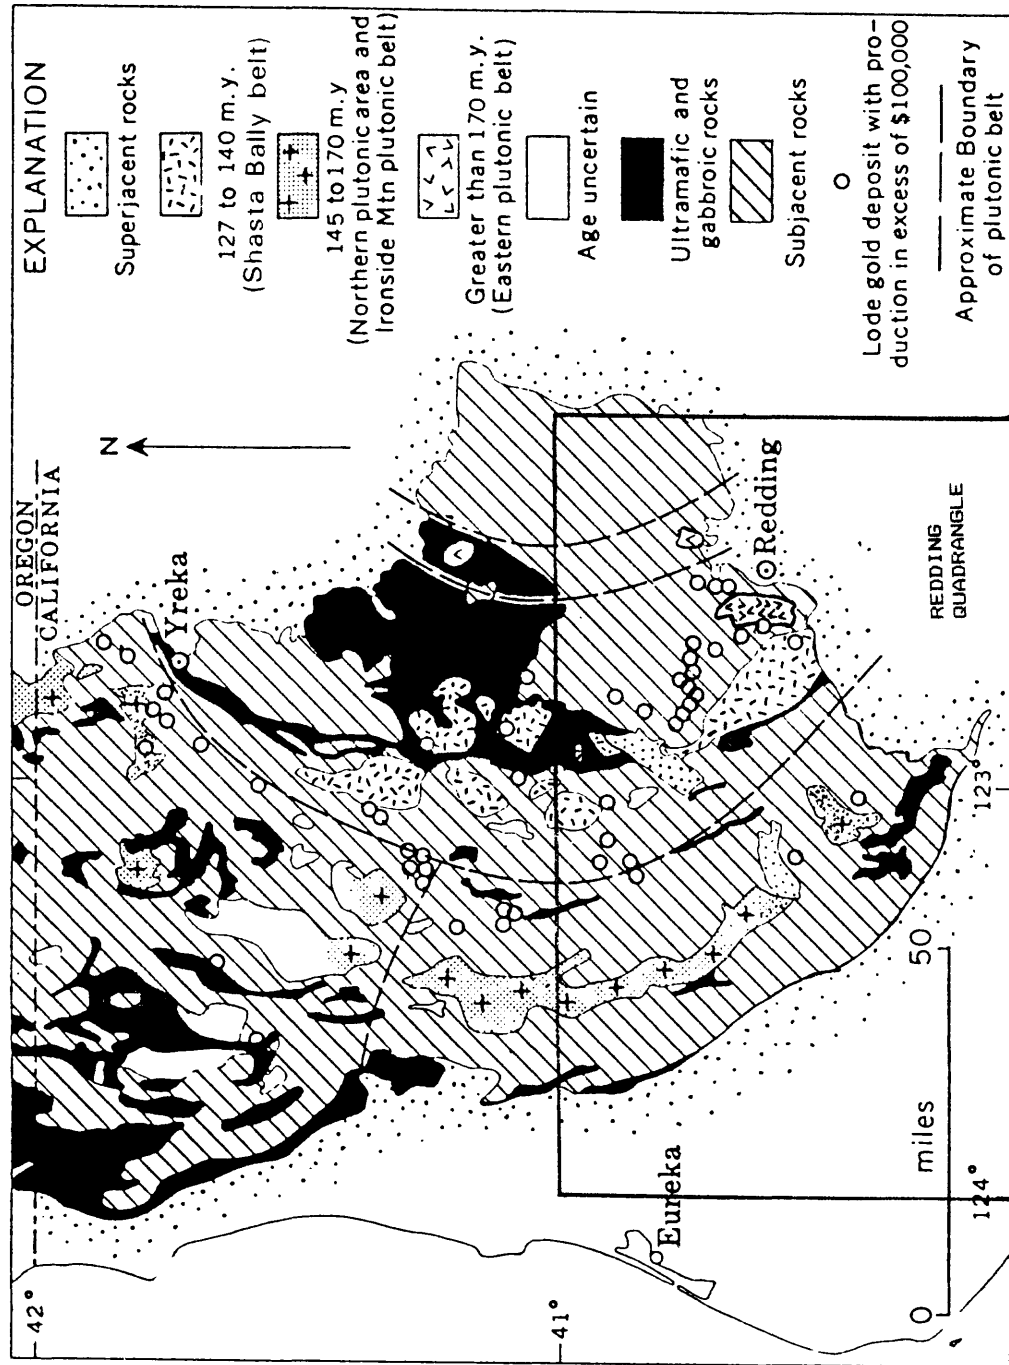 EXPLANATION
Superjacent rocks
127 to 140 m.y.
(Shasta Bally belt)
145 to 170 m.y
(Northern plutonic area and
Ironside Mtn plutonic belt)
Greater than 170 m.y.
(Eastern plutonic belt)
Age uncertain
Ultramafic and
gabbroic rocks
Subjacent rocks
Lode gold deposit with pro-
duction in excess of $100,000
Approximate Boundary
of plutonic belt
42°
OREGON
CALIFORNIA
N
Yreka
41°
Eureka
Redding
REDDING
QUADRANGLE
0
miles
50
124°
123°